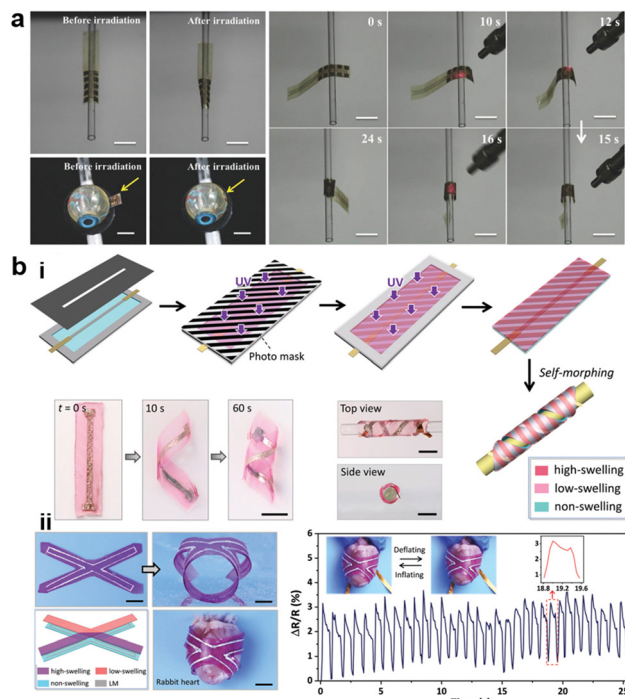 a
Before irradiation
After irradiation
0 s
10 s
12 s
Before irradiation
After irradiation
24 s
16 s
15 s
b
i
UV
UV
Photo mask
Self-morphing
t = 0 s
10 s
60 s
Top view
Side view
high-swelling
low-swelling
non-swelling
ii
high-swelling
low-swelling
non-swelling
LM
Rabbit heart
ΔR/R (%)
6
5
4
3
2
1
0
Deflating
Inflating
3
2
1
18.8 19.2 19.6
0
5
10
15
20
25